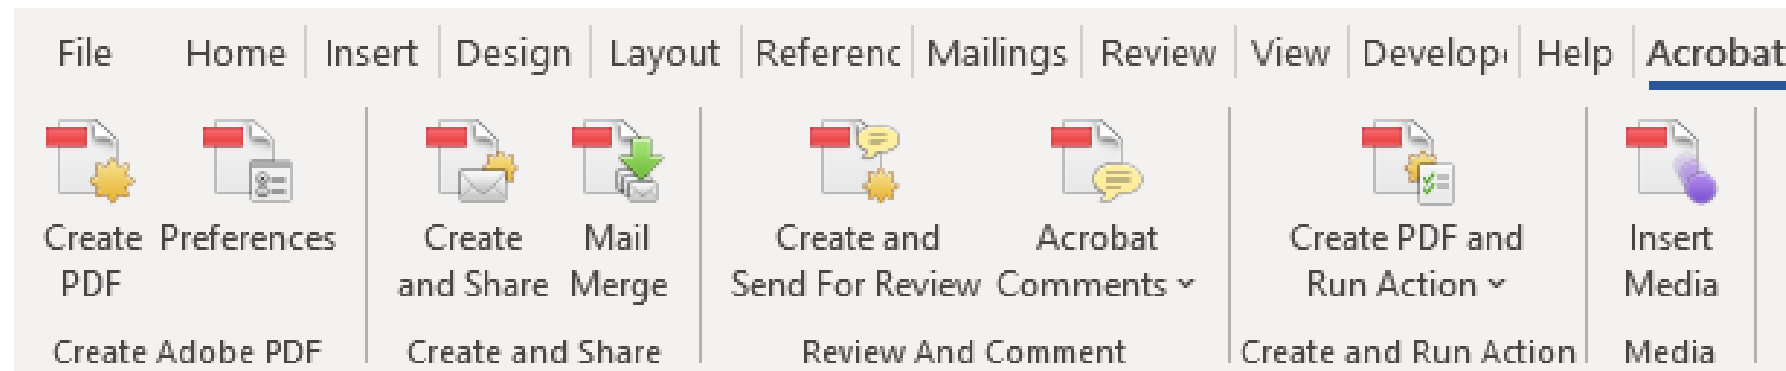 File Home Insert Design Layout Referenc Mailings Review View Develop Help Acrobat
Create Preferences Create Mail Create and Acrobat Create PDF and Insert
PDF and Share Merge Send For Review Comments Run Action Media
Create Adobe PDF Create and Share Review And Comment Create and Run Action Media